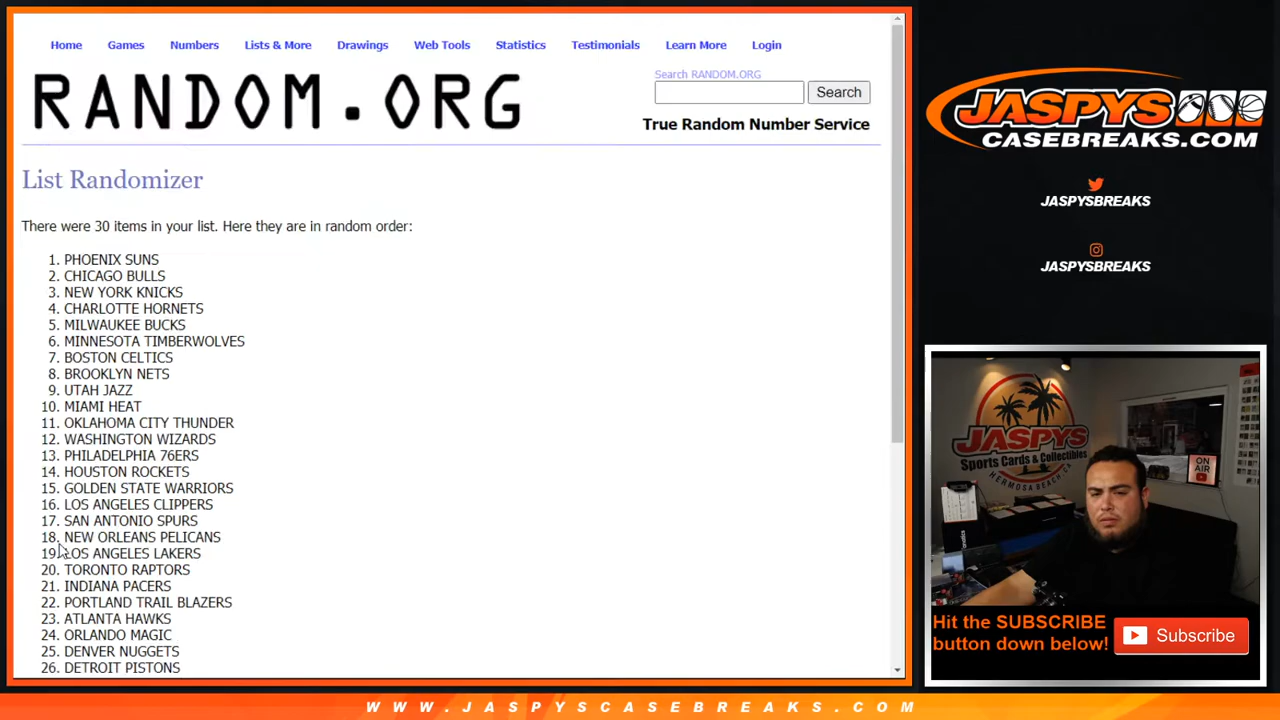 Home Games Numbers Lists & More Drawings Web Tools Statistics Testimonials Learn More Login
RANDOM.ORG
Search RANDOM.ORG
Search
True Random Number Service
List Randomizer
There were 30 items in your list. Here they are in random order:
1. PHOENIX SUNS
2. CHICAGO BULLS
3. NEW YORK KNICKS
4. CHARLOTTE HORNETS
5. MILWAUKEE BUCKS
6. MINNESOTA TIMBERWOLVES
7. BOSTON CELTICS
8. BROOKLYN NETS
9. UTAH JAZZ
10. MIAMI HEAT
11. OKLAHOMA CITY THUNDER
12. WASHINGTON WIZARDS
13. PHILADELPHIA 76ERS
14. HOUSTON ROCKETS
15. GOLDEN STATE WARRIORS
16. LOS ANGELES CLIPPERS
17. SAN ANTONIO SPURS
18. NEW ORLEANS PELICANS
19. LOS ANGELES LAKERS
20. TORONTO RAPTORS
21. INDIANA PACERS
22. PORTLAND TRAIL BLAZERS
23. ATLANTA HAWKS
24. ORLANDO MAGIC
25. DENVER NUGGETS
26. DETROIT PISTONS
JASPYS
CASEBREAKS.COM
JASPYSBREAKS
JASPYSBREAKS
JASPYS
Sports Cards & Collectibles
HERMOSA BEACH, CA
ON AIR
Hit the SUBSCRIBE
button down below!
Subscribe
WWW.JASPYSCASEBREAKS.COM